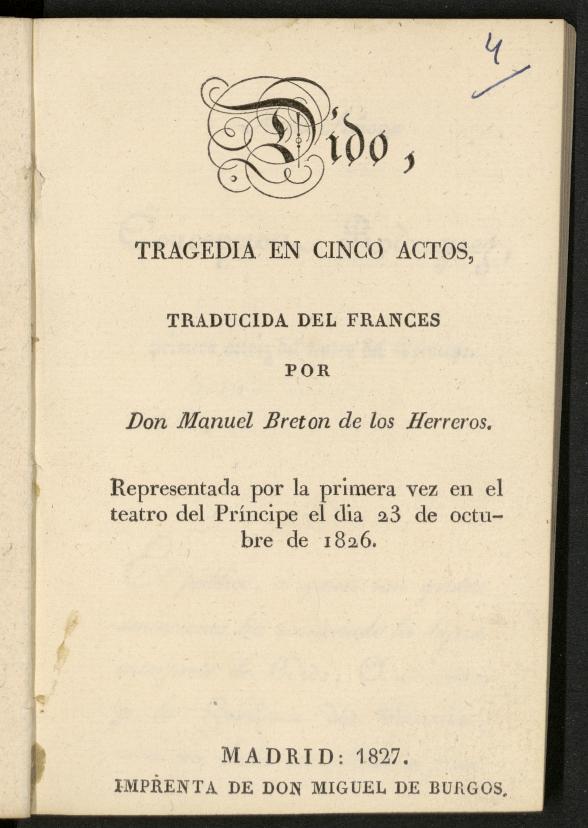 4
Dido,
TRAGEDIA EN CINCO ACTOS,
TRADUCIDA DEL FRANCES
POR
Don Manuel Breton de los Herreros.
Representada por la primera vez en el
teatro del Príncipe el dia 23 de octu-
bre de 1826.
MADRID: 1827.
IMPRENTA DE DON MIGUEL DE BURGOS.